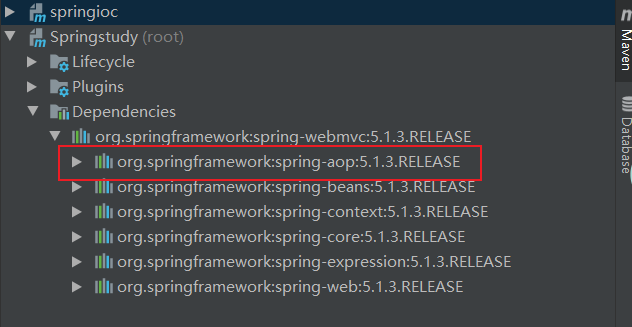 springioc
Springstudy (root)
Lifecycle
Plugins
Dependencies
org.springframework:spring-webmvc:5.1.3.RELEASE
org.springframework:spring-aop:5.1.3.RELEASE
org.springframework:spring-beans:5.1.3.RELEASE
org.springframework:spring-context:5.1.3.RELEASE
org.springframework:spring-core:5.1.3.RELEASE
org.springframework:spring-expression:5.1.3.RELEASE
org.springframework:spring-web:5.1.3.RELEASE
m
Maven
Database